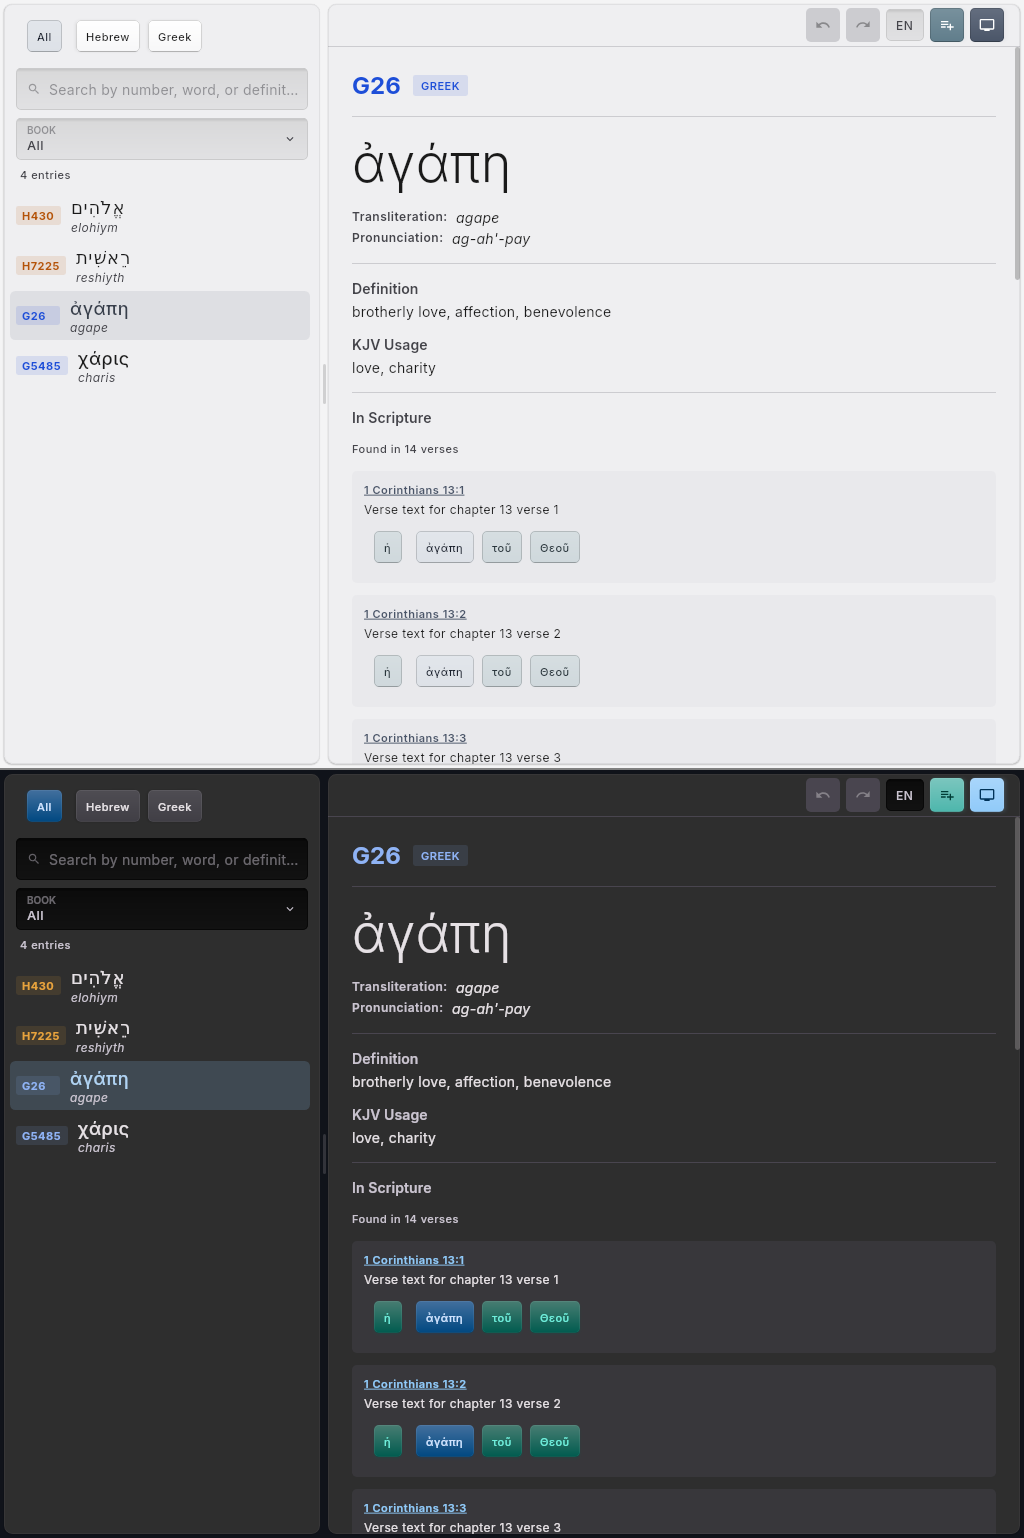 All Hebrew Greek
Search by number, word, or definit...
BOOK
All
4 entries
H430 אֱלֹהִים
elohiym
H7225 רֵאשִׁית
reshiyth
G26 ἀγάπη
agape
G5485 χάρις
charis
EN
G26 GREEK
ἀγάπη
Transliteration: agape
Pronunciation: ag-ah'-pay
Definition
brotherly love, affection, benevolence
KJV Usage
love, charity
In Scripture
Found in 14 verses
1 Corinthians 13:1
Verse text for chapter 13 verse 1
ἡ ἀγάπη τοῦ Θεοῦ
1 Corinthians 13:2
Verse text for chapter 13 verse 2
ἡ ἀγάπη τοῦ Θεοῦ
1 Corinthians 13:3
Verse text for chapter 13 verse 3
All Hebrew Greek
Search by number, word, or definit...
BOOK
All
4 entries
H430 אֱלֹהִים
elohiym
H7225 רֵאשִׁית
reshiyth
G26 ἀγάπη
agape
G5485 χάρις
charis
EN
G26 GREEK
ἀγάπη
Transliteration: agape
Pronunciation: ag-ah'-pay
Definition
brotherly love, affection, benevolence
KJV Usage
love, charity
In Scripture
Found in 14 verses
1 Corinthians 13:1
Verse text for chapter 13 verse 1
ἡ ἀγάπη τοῦ Θεοῦ
1 Corinthians 13:2
Verse text for chapter 13 verse 2
ἡ ἀγάπη τοῦ Θεοῦ
1 Corinthians 13:3
Verse text for chapter 13 verse 3